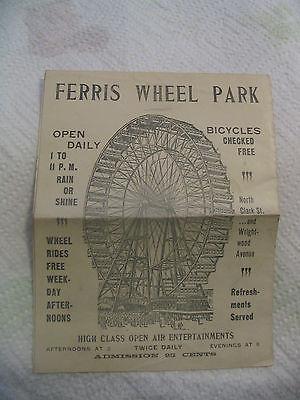 FERRIS WHEEL PARK
OPEN
DAILY
1 TO
11 P. M.
RAIN
OR
SHINE
WHEEL
RIDES
FREE
WEEK-
DAY
AFTER-
NOONS
BICYCLES
CHECKED
FREE
North
Clark St.
...and
Wright-
wood
Avenue
Refresh-
ments
Served
HIGH CLASS OPEN AIR ENTERTAINMENTS
AFTERNOONS AT 3 TWICE DAILY EVENINGS AT 8
ADMISSION 25 CENTS